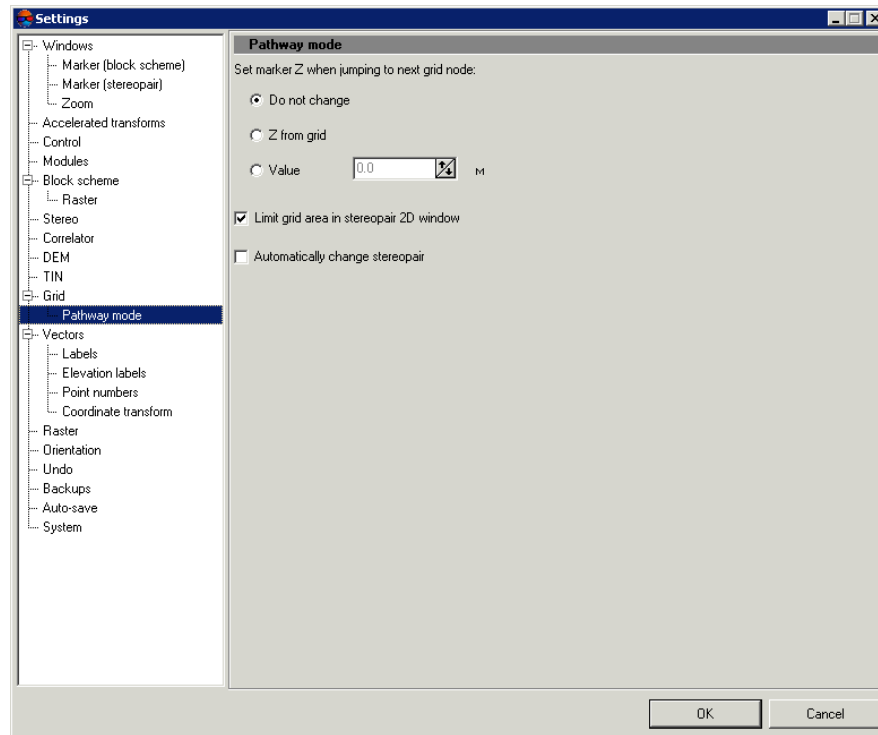 Settings
Windows
Marker (block scheme)
Marker (stereopair)
Zoom
Accelerated transforms
Control
Modules
Block scheme
Raster
Stereo
Correlator
DEM
TIN
Grid
Pathway mode
Vectors
Labels
Elevation labels
Point numbers
Coordinate transform
Raster
Orientation
Undo
Backups
Auto-save
System
Pathway mode
Set marker Z when jumping to next grid node:
Do not change
Z from grid
Value 0.0 м
Limit grid area in stereopair 2D window
Automatically change stereopair
OK Cancel